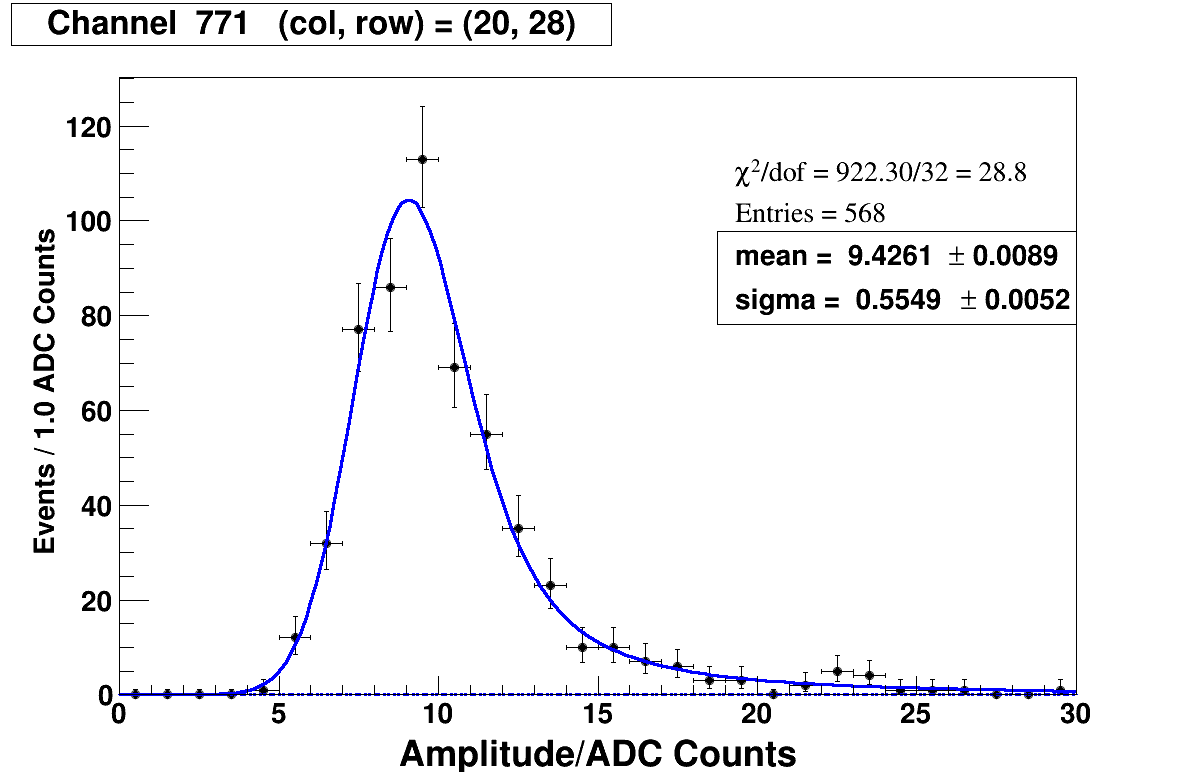 Channel 771 (col, row) = (20, 28)
120
100
80
60
40
20
0
Events / 1.0 ADC Counts
χ²/dof = 922.30/32 = 28.8
Entries = 568
mean = 9.4261 ± 0.0089
sigma = 0.5549 ± 0.0052
0 5 10 15 20 25 30
Amplitude/ADC Counts